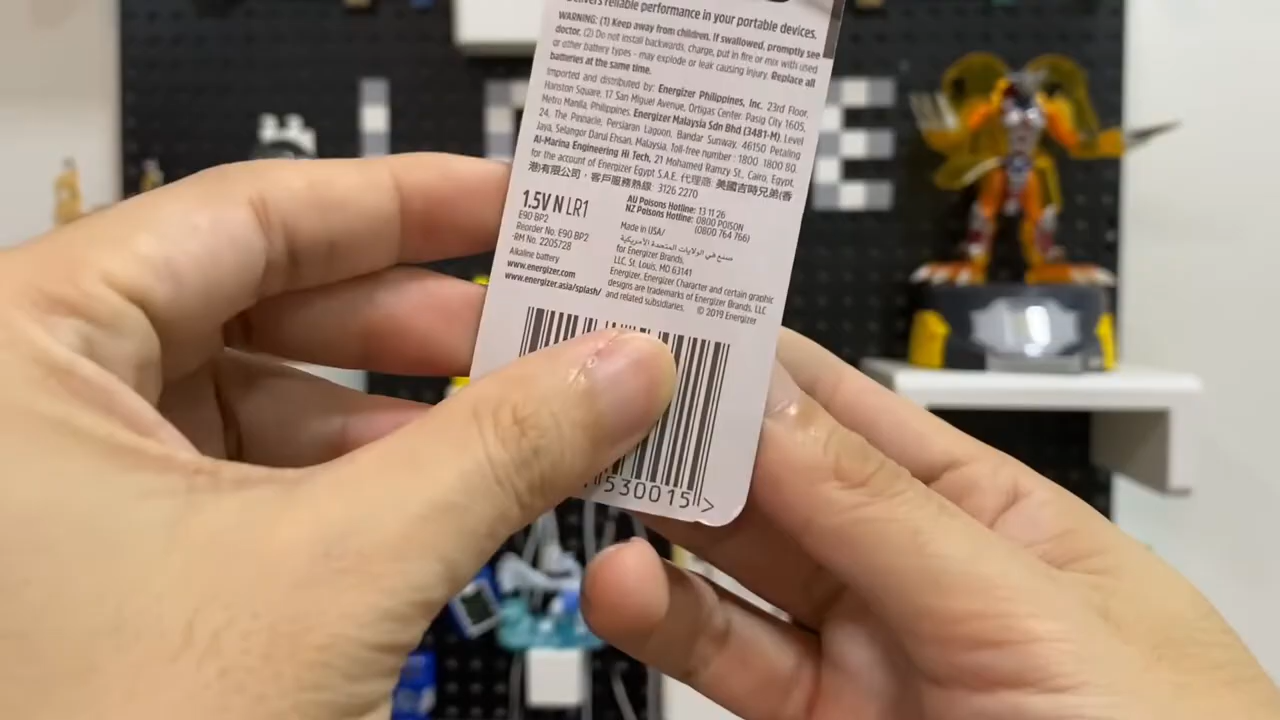 Delivers reliable performance in your portable devices.
WARNING: (1) Keep away from children. If swallowed, promptly see
doctor. (2) Do not install backwards, charge, put in fire or mix with used
or other battery types - may explode or leak causing injury. Replace all
batteries at the same time.
Imported and distributed by: Energizer Philippines, Inc. 23rd Floor,
Hanston Square, 17 San Miguel Avenue, Ortigas Center. Pasig City 1605,
Metro Manila, Philippines. Energizer Malaysia Sdn Bhd (3481-M). Level
24, The Pinnacle, Persiaran Lagoon, Bandar Sunway, 46150 Petaling
Jaya, Selangor Darul Ehsan, Malaysia. Toll-free number : 1800 1800 80.
Al-Marina Engineering Hi Tech, 21 Mohamed Ramzy St., Cairo, Egypt,
for the account of Energizer Egypt S.A.E. 代理商: 美國吉時兄弟(香
港)有限公司，客戶服務熱線: 3126 2270
1.5V N LR1
E90 BP2
Reorder No. E90 BP2
-RM No. 2205728
Alkaline battery
www.energizer.com
www.energizer.asia/splash/
AU Poisons Hotline: 13 11 26
NZ Poisons Hotline: 0800 POISON
(0800 764 766)
Made in USA/
صنع في الولايات المتحدة الأمريكية
for Energizer Brands,
LLC, St. Louis, MO 63141
Energizer, Energizer Character and certain graphic
designs are trademarks of Energizer Brands, LLC
and related subsidiaries. © 2019 Energizer
530015 >